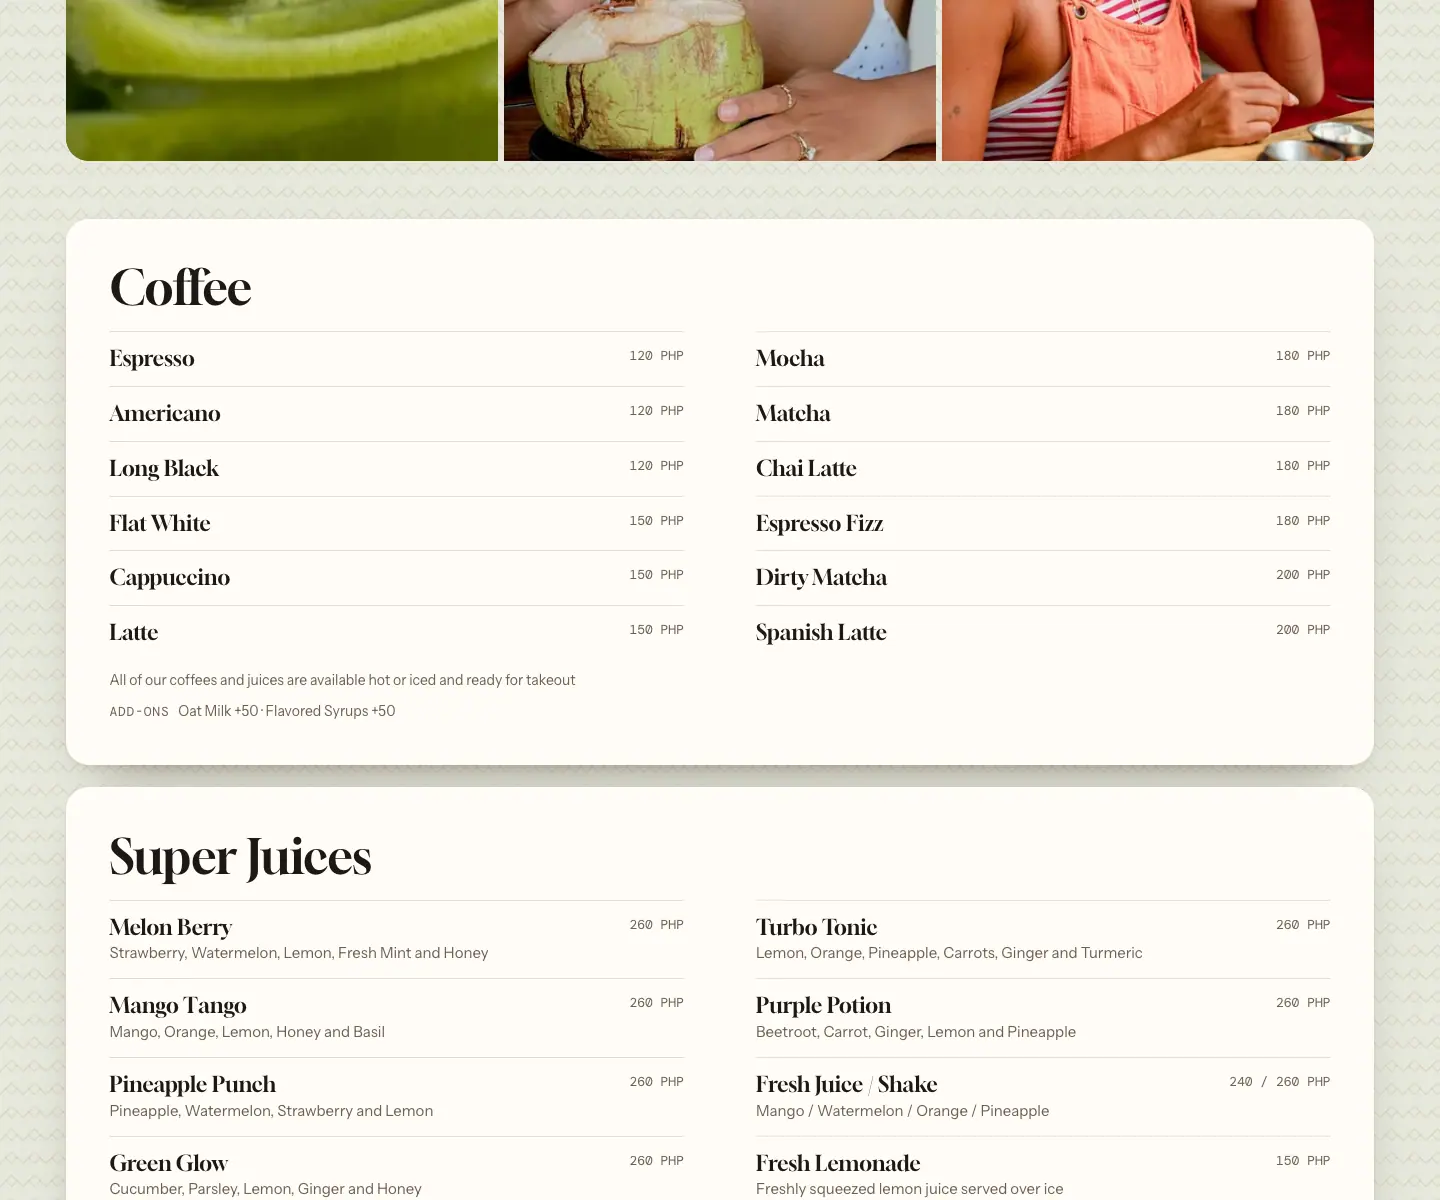 Coffee
Espresso 120 PHP
Americano 120 PHP
Long Black 120 PHP
Flat White 150 PHP
Cappuccino 150 PHP
Latte 150 PHP
Mocha 180 PHP
Matcha 180 PHP
Chai Latte 180 PHP
Espresso Fizz 180 PHP
Dirty Matcha 200 PHP
Spanish Latte 200 PHP
All of our coffees and juices are available hot or iced and ready for takeout
ADD-ONS Oat Milk +50 · Flavored Syrups +50
Super Juices
Melon Berry 260 PHP
Strawberry, Watermelon, Lemon, Fresh Mint and Honey
Mango Tango 260 PHP
Mango, Orange, Lemon, Honey and Basil
Pineapple Punch 260 PHP
Pineapple, Watermelon, Strawberry and Lemon
Green Glow 260 PHP
Cucumber, Parsley, Lemon, Ginger and Honey
Turbo Tonic 260 PHP
Lemon, Orange, Pineapple, Carrots, Ginger and Turmeric
Purple Potion 260 PHP
Beetroot, Carrot, Ginger, Lemon and Pineapple
Fresh Juice / Shake 240 / 260 PHP
Mango / Watermelon / Orange / Pineapple
Fresh Lemonade 150 PHP
Freshly squeezed lemon juice served over ice